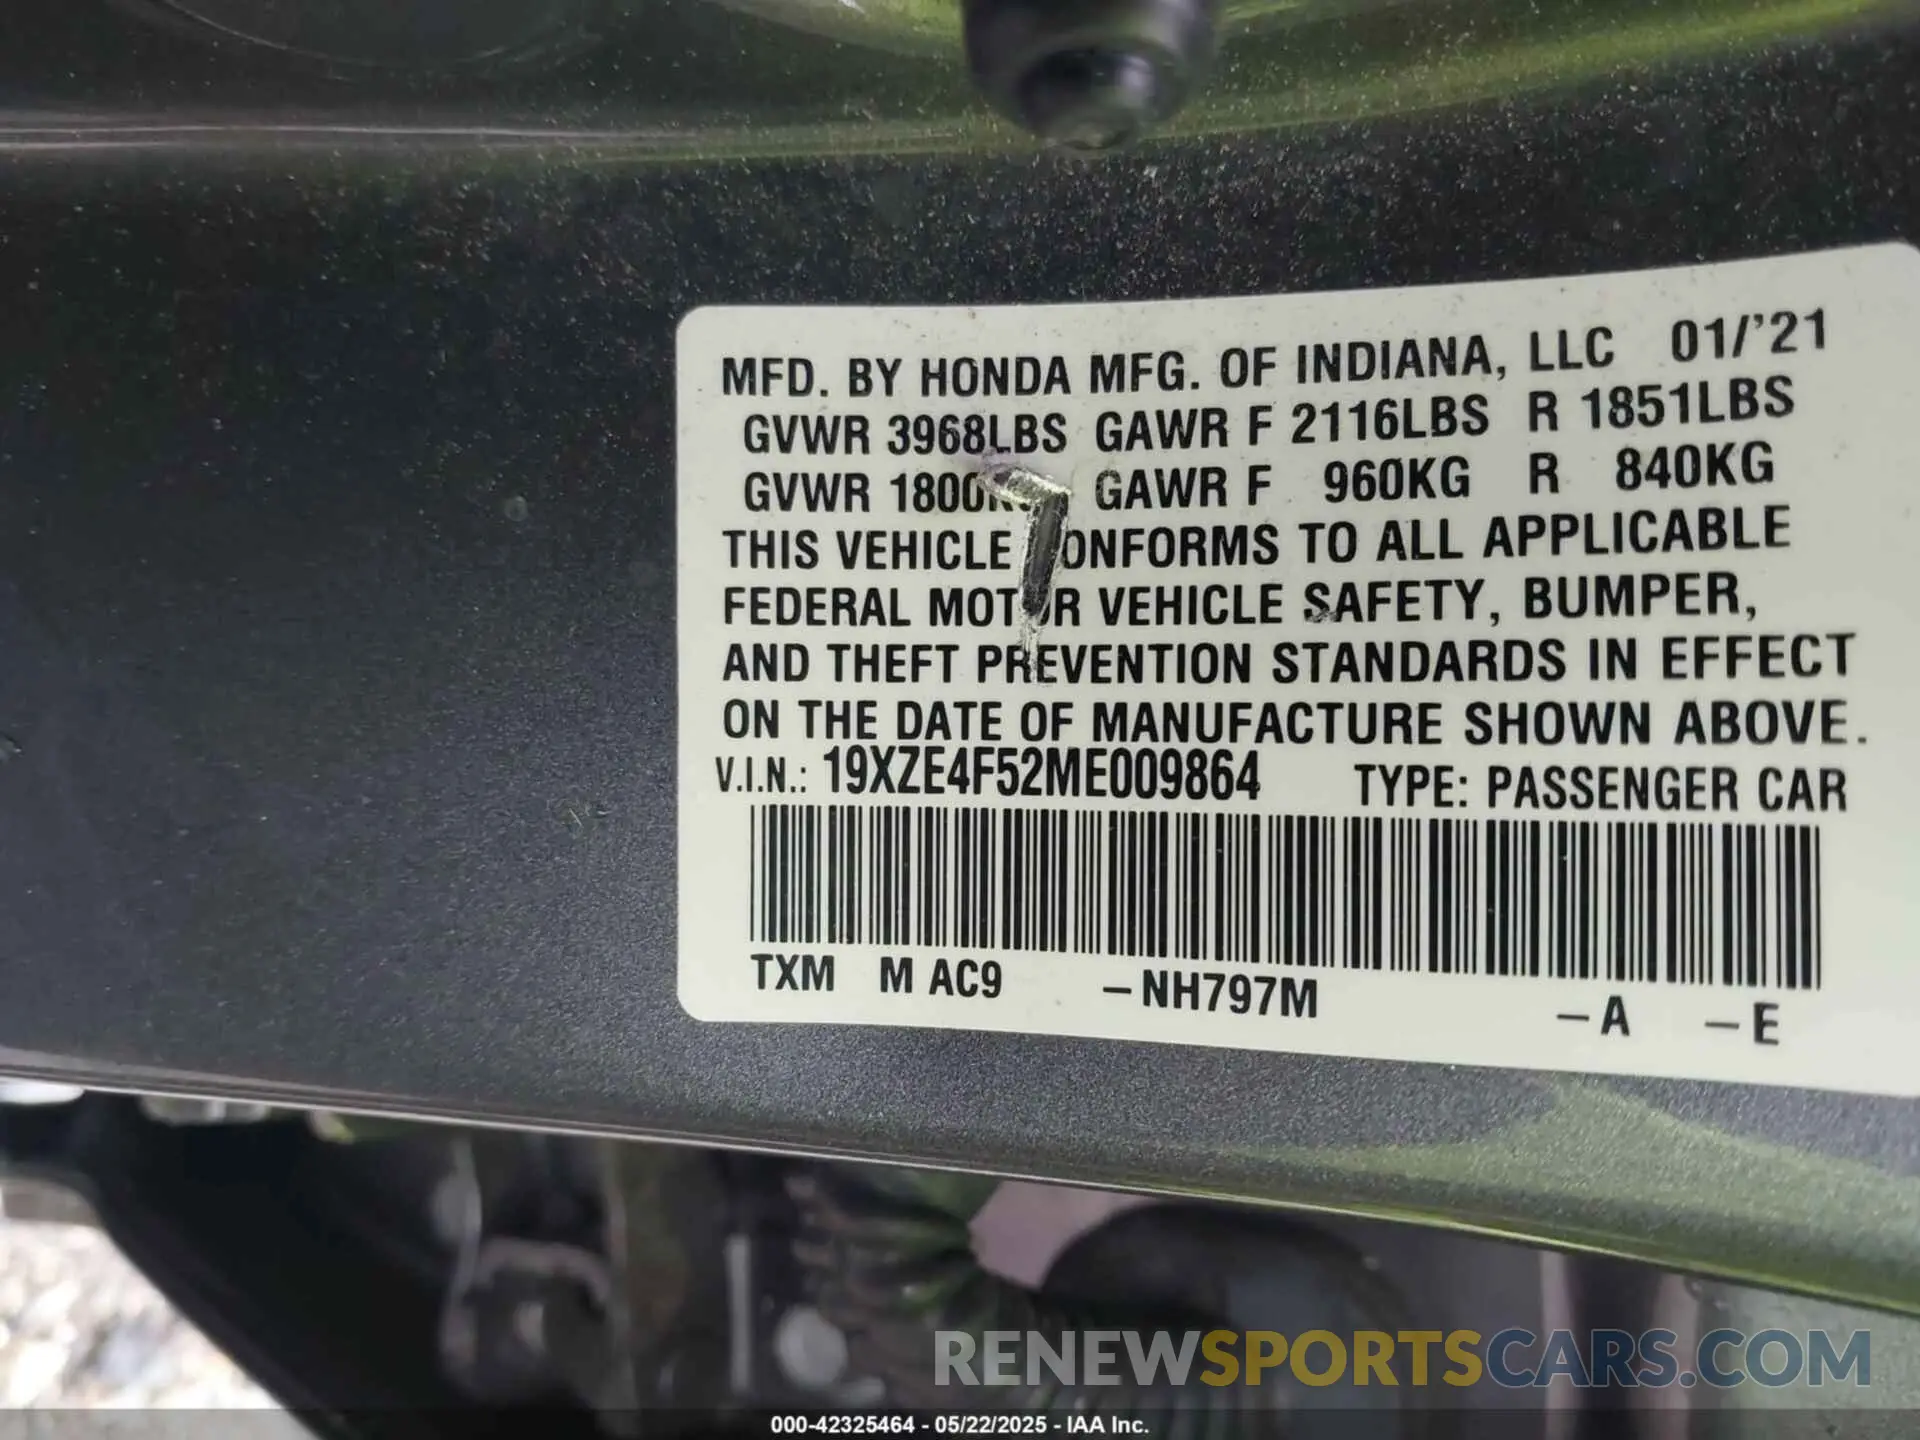 MFD. BY HONDA MFG. OF INDIANA, LLC 01/'21
GVWR 3968LBS GAWR F 2116LBS R 1851LBS
GVWR GAWR F 960KG R 840KG
THIS VEHICLE CONFORMS TO ALL APPLICABLE
FEDERAL MOTOR VEHICLE SAFETY, BUMPER,
AND THEFT PREVENTION STANDARDS IN EFFECT
ON THE DATE OF MANUFACTURE SHOWN ABOVE.
V.I.N.: 19XZE4F52ME009864 TYPE: PASSENGER CAR
TXM M AC9 -NH797M -A -E
RENEWSPORTSCARS.COM
000-42325464 - 05/22/2025 - IAA Inc.